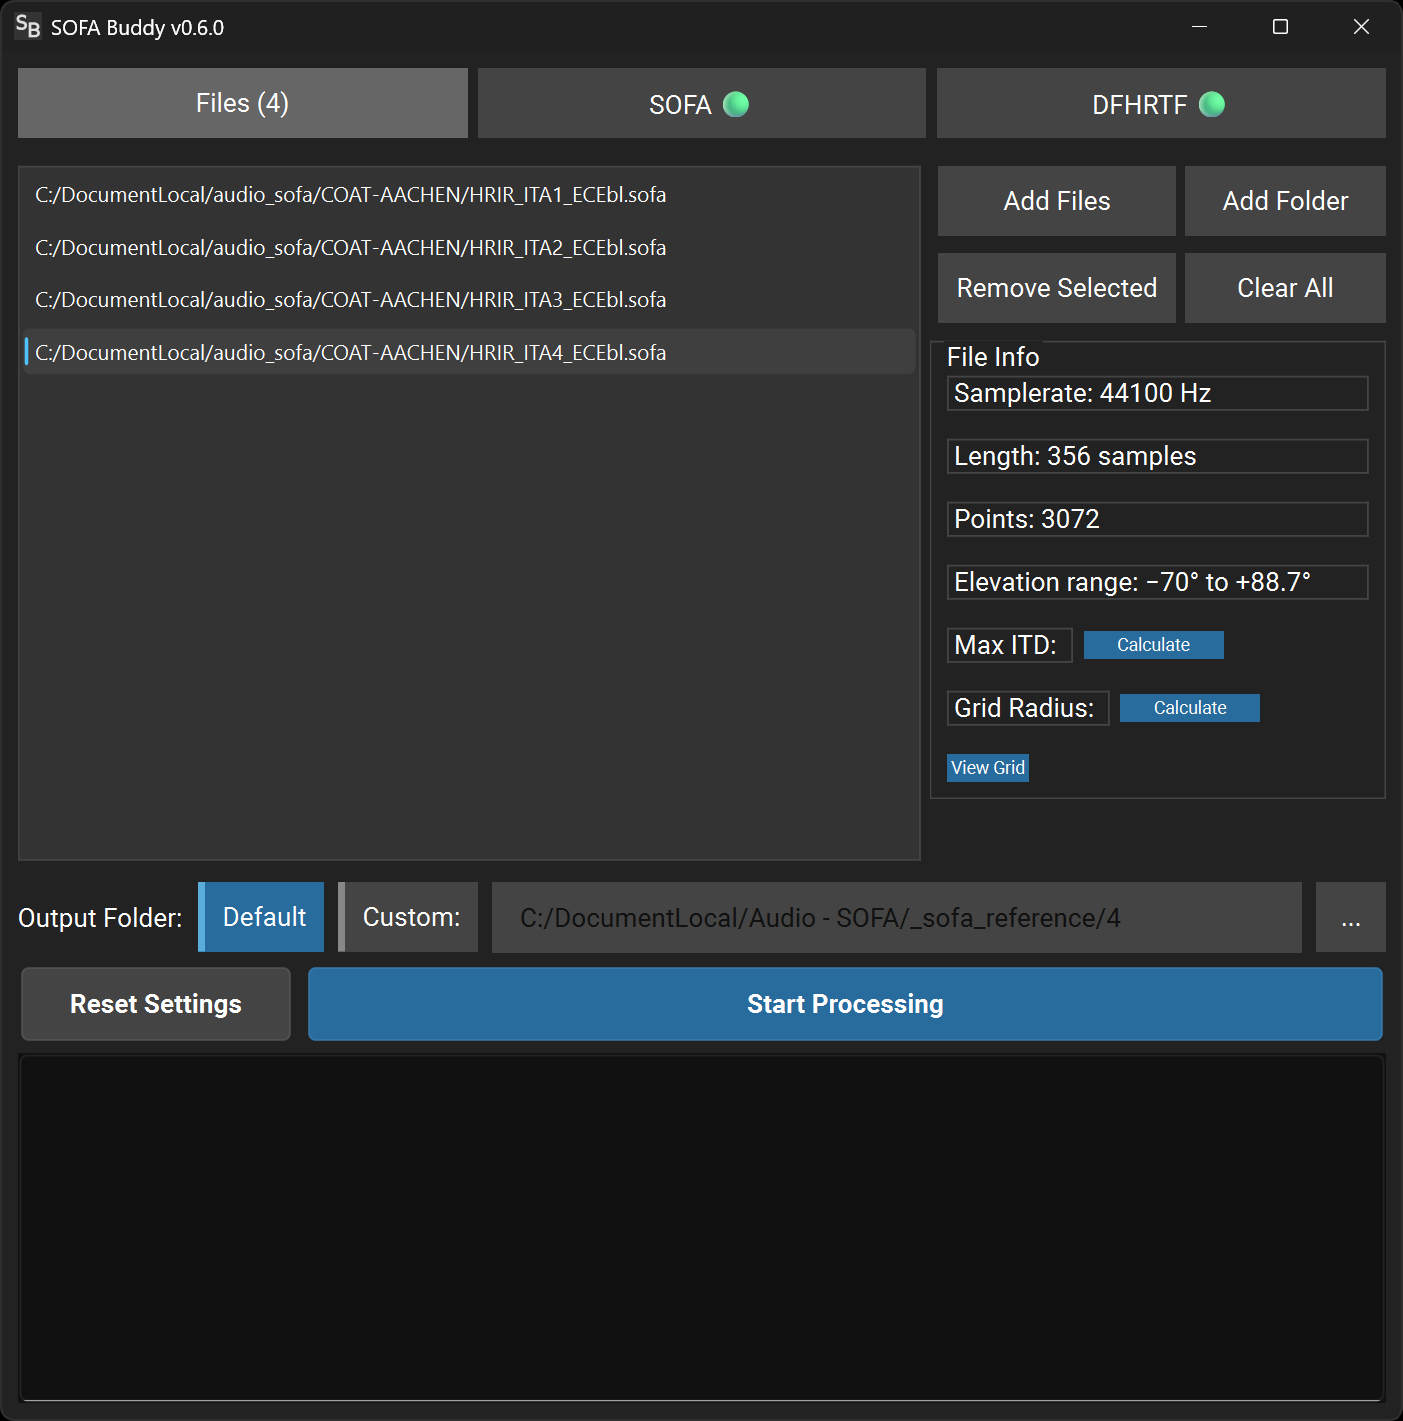 SB SOFA Buddy v0.6.0
Files (4)
SOFA
DFHRTF
C:/DocumentLocal/audio_sofa/COAT-AACHEN/HRIR_ITA1_ECEbl.sofa
C:/DocumentLocal/audio_sofa/COAT-AACHEN/HRIR_ITA2_ECEbl.sofa
C:/DocumentLocal/audio_sofa/COAT-AACHEN/HRIR_ITA3_ECEbl.sofa
C:/DocumentLocal/audio_sofa/COAT-AACHEN/HRIR_ITA4_ECEbl.sofa
Add Files
Add Folder
Remove Selected
Clear All
File Info
Samplerate: 44100 Hz
Length: 356 samples
Points: 3072
Elevation range: −70° to +88.7°
Max ITD: Calculate
Grid Radius: Calculate
View Grid
Output Folder: Default Custom: C:/DocumentLocal/Audio - SOFA/_sofa_reference/4 ...
Reset Settings
Start Processing